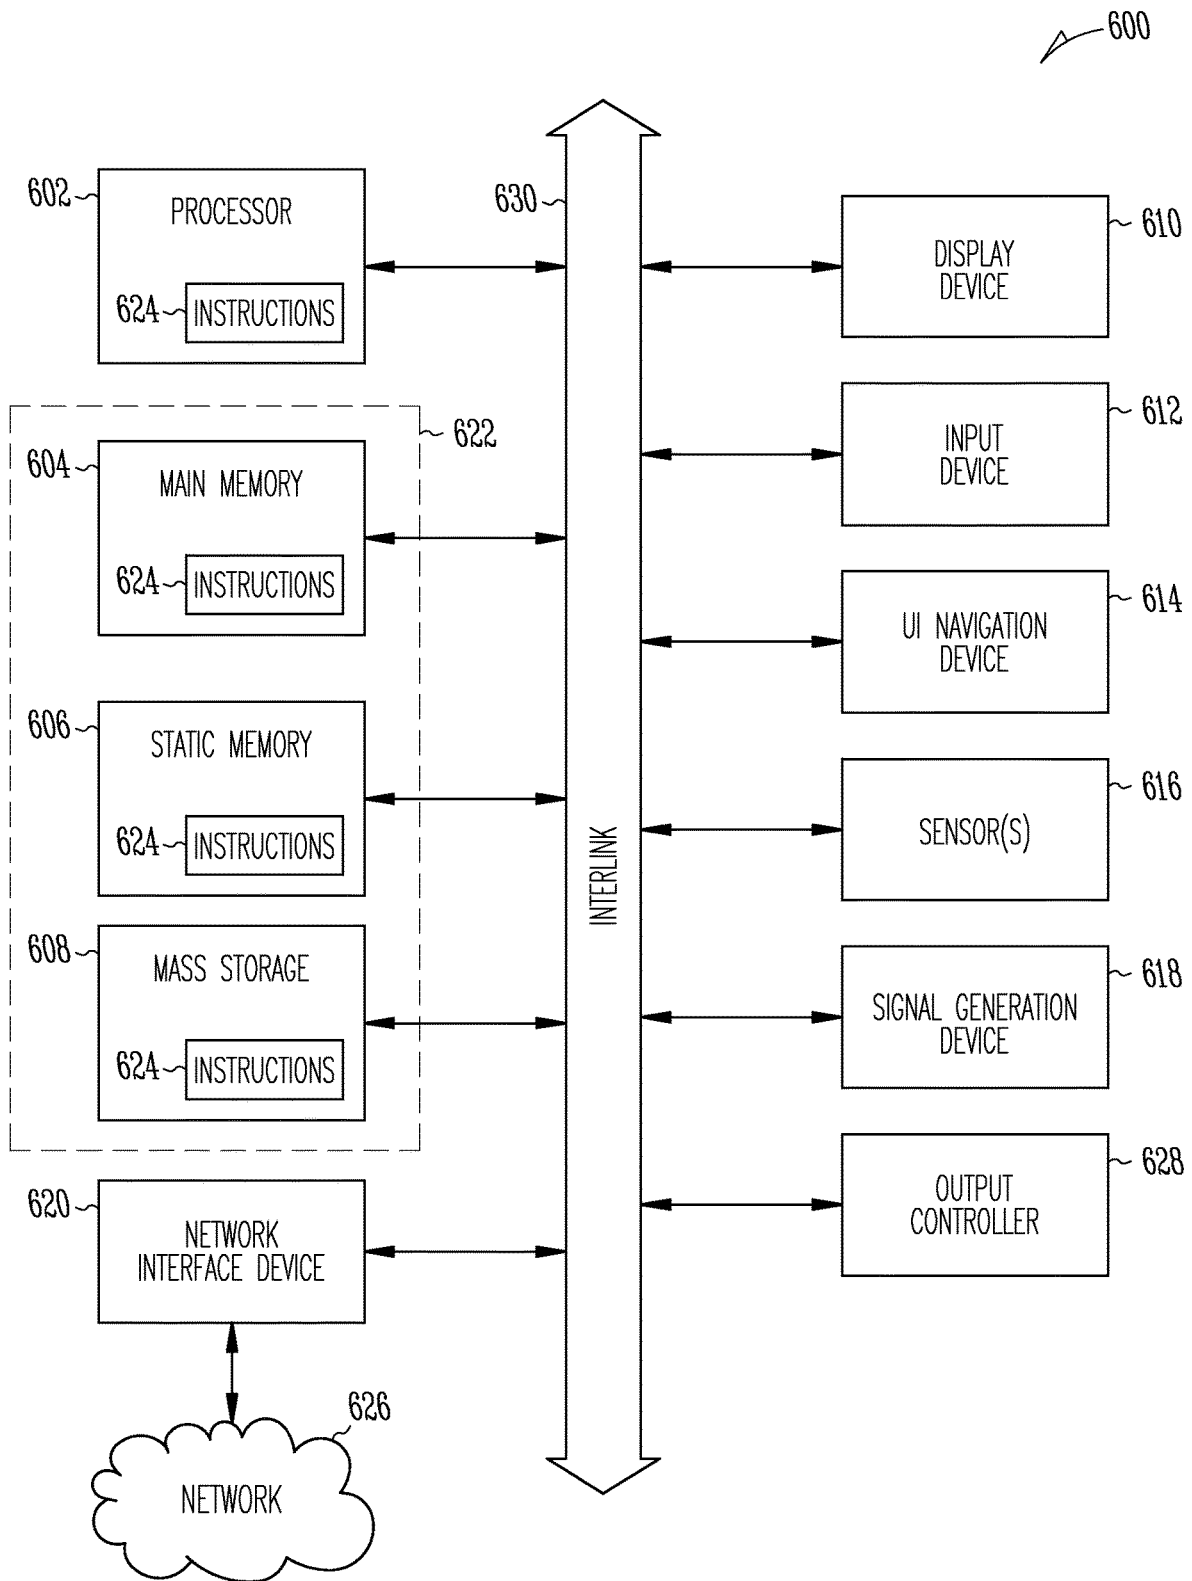 600
602
PROCESSOR
624
INSTRUCTIONS
622
604
MAIN MEMORY
624
INSTRUCTIONS
606
STATIC MEMORY
624
INSTRUCTIONS
608
MASS STORAGE
624
INSTRUCTIONS
620
NETWORK
INTERFACE DEVICE
626
NETWORK
630
INTERLINK
610
DISPLAY
DEVICE
612
INPUT
DEVICE
614
UI NAVIGATION
DEVICE
616
SENSOR(S)
618
SIGNAL GENERATION
DEVICE
628
OUTPUT
CONTROLLER